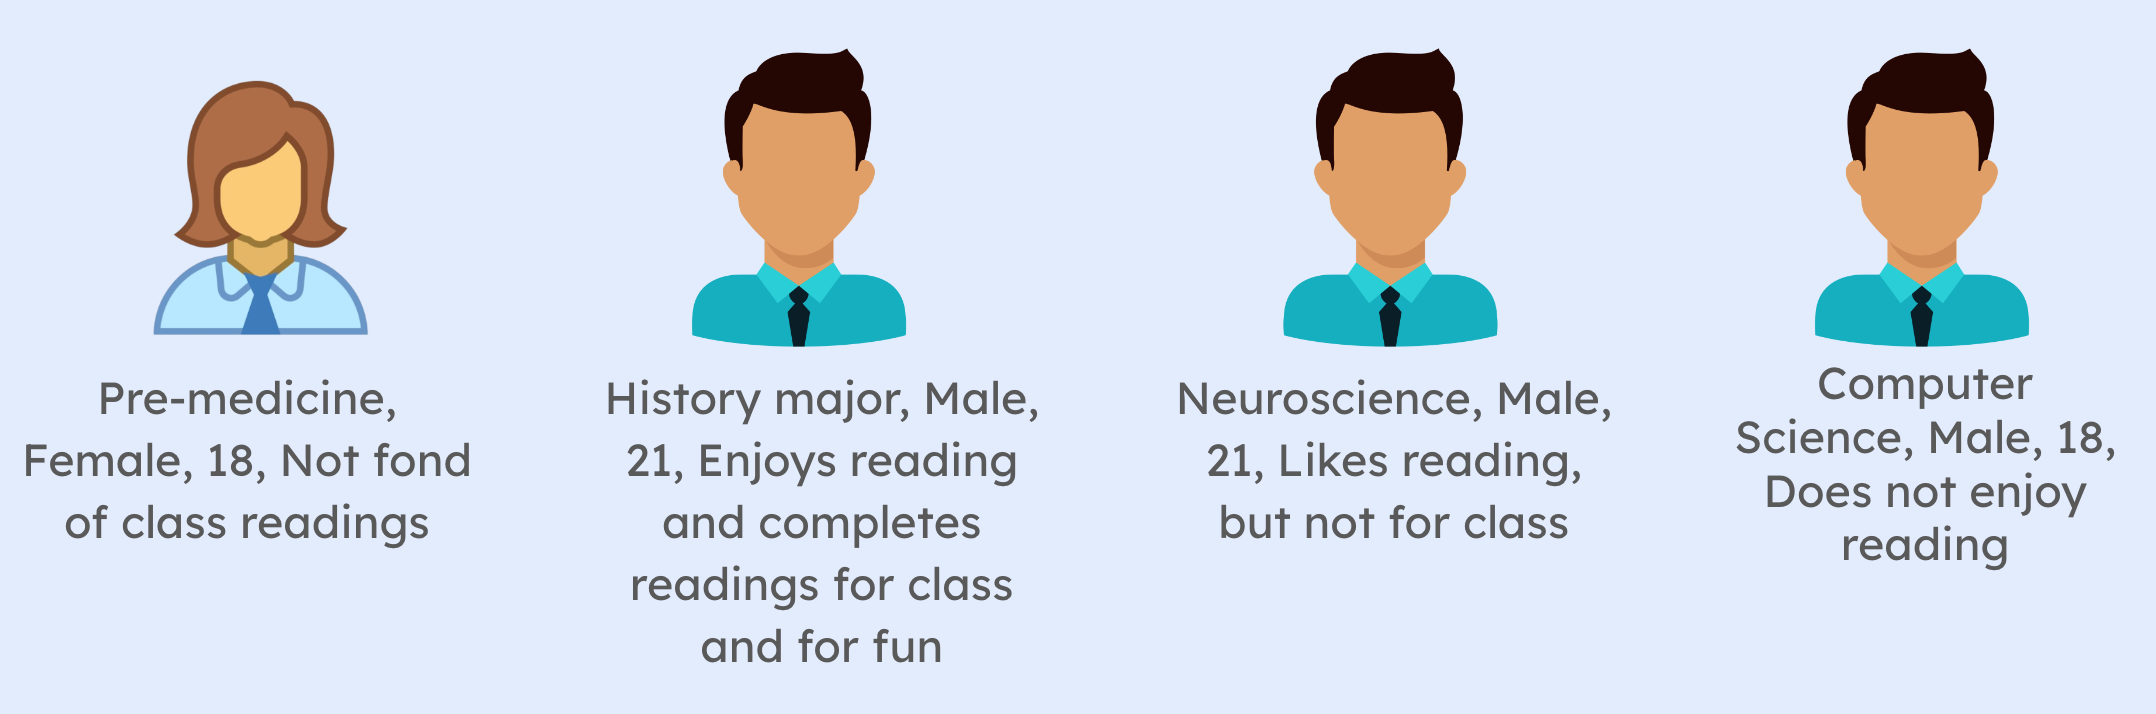 Pre-medicine,
Female, 18, Not fond
of class readings
History major, Male,
21, Enjoys reading
and completes
readings for class
and for fun
Neuroscience, Male,
21, Likes reading,
but not for class
Computer
Science, Male, 18,
Does not enjoy
reading